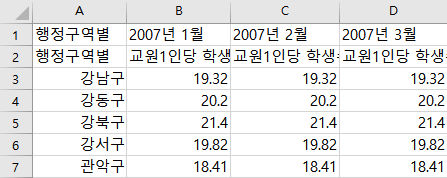 A B C D
1 행정구역별 2007년 1월 2007년 2월 2007년 3월
2 행정구역별 교원1인당 학생 교원1인당 학생 교원1인당 학생
3 강남구 19.32 19.32 19.32
4 강동구 20.2 20.2 20.2
5 강북구 21.4 21.4 21.4
6 강서구 19.82 19.82 19.82
7 관악구 18.41 18.41 18.41